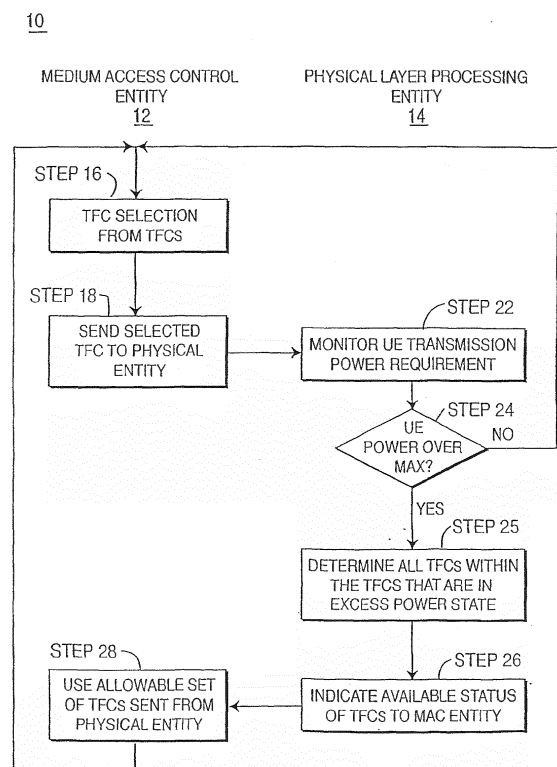 10
MEDIUM ACCESS CONTROL
ENTITY
12
PHYSICAL LAYER PROCESSING
ENTITY
14
STEP 16
TFC SELECTION
FROM TFCS
STEP 18
SEND SELECTED
TFC TO PHYSICAL
ENTITY
STEP 22
MONITOR UE TRANSMISSION
POWER REQUIREMENT
STEP 24
UE
POWER OVER
MAX?
NO
YES
STEP 25
DETERMINE ALL TFCs WITHIN
THE TFCS THAT ARE IN
EXCESS POWER STATE
STEP 26
INDICATE AVAILABLE STATUS
OF TFCs TO MAC ENTITY
STEP 28
USE ALLOWABLE SET
OF TFCs SENT FROM
PHYSICAL ENTITY